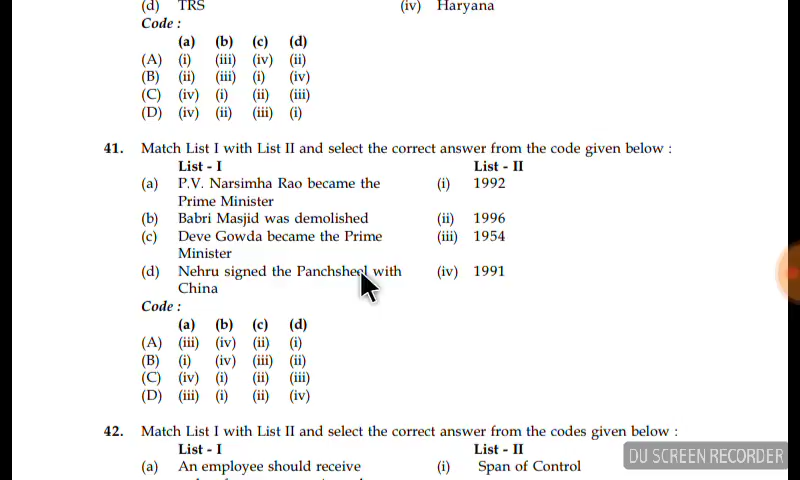 (d) TRS (iv) Haryana
Code :
(a) (b) (c) (d)
(A) (i) (iii) (iv) (ii)
(B) (ii) (iii) (i) (iv)
(C) (iv) (i) (ii) (iii)
(D) (iv) (ii) (iii) (i)
41. Match List I with List II and select the correct answer from the code given below :
List - I List - II
(a) P.V. Narsimha Rao became the (i) 1992
Prime Minister
(b) Babri Masjid was demolished (ii) 1996
(c) Deve Gowda became the Prime (iii) 1954
Minister
(d) Nehru signed the Panchsheel with (iv) 1991
China
Code :
(a) (b) (c) (d)
(A) (iii) (iv) (ii) (i)
(B) (i) (iv) (iii) (ii)
(C) (iv) (i) (ii) (iii)
(D) (iii) (i) (ii) (iv)
42. Match List I with List II and select the correct answer from the codes given below :
List - I List - II
(a) An employee should receive (i) Span of Control
DU SCREEN RECORDER